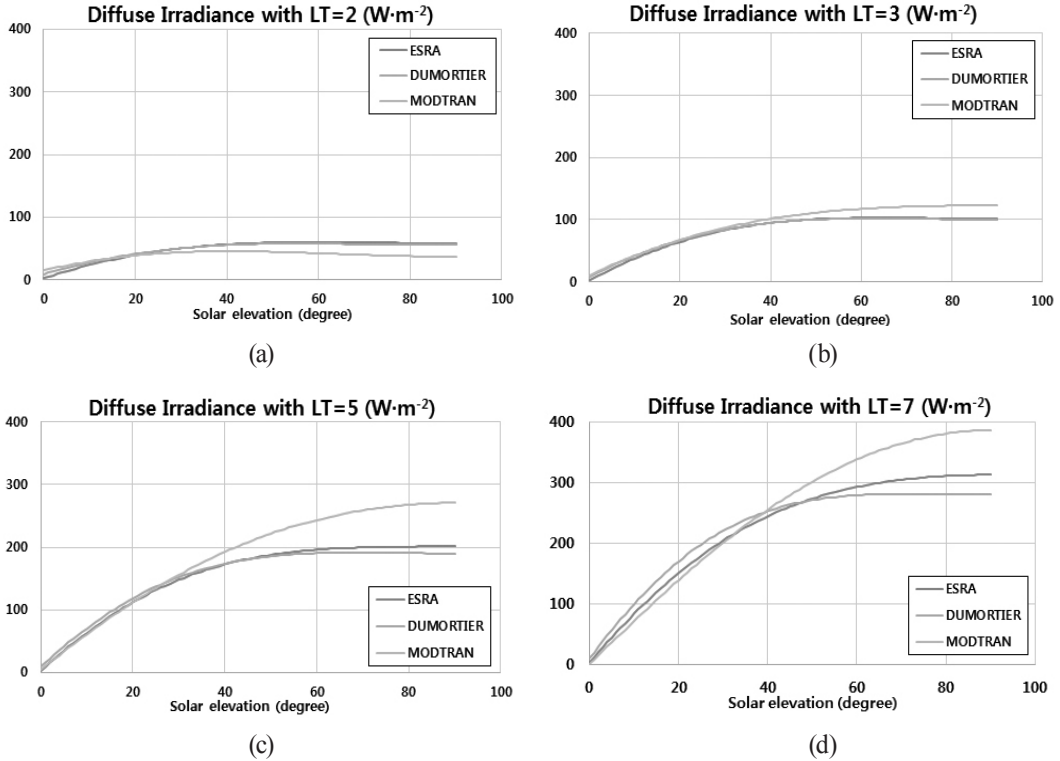 Diffuse Irradiance with LT=2 (W·m-2)
400
300
200
100
0
0 20 40 60 80 100
Solar elevation (degree)
ESRA
DUMORTIER
MODTRAN
(a)
Diffuse Irradiance with LT=3 (W·m-2)
400
300
200
100
0
0 20 40 60 80 100
Solar elevation (degree)
ESRA
DUMORTIER
MODTRAN
(b)
Diffuse Irradiance with LT=5 (W·m-2)
400
300
200
100
0
0 20 40 60 80 100
Solar elevation (degree)
ESRA
DUMORTIER
MODTRAN
(c)
Diffuse Irradiance with LT=7 (W·m-2)
400
300
200
100
0
0 20 40 60 80 100
Solar elevation (degree)
ESRA
DUMORTIER
MODTRAN
(d)